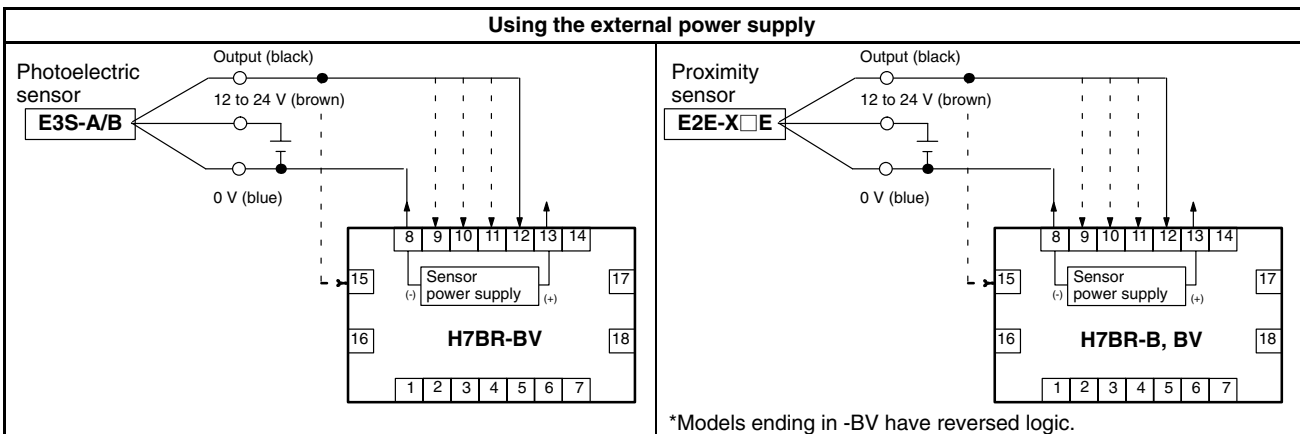 Using the external power supply
Photoelectric
sensor
E3S-A/B
Output (black)
12 to 24 V (brown)
0 V (blue)
8 9 10 11 12 13 14
15
17
(-)
Sensor
power supply
(+)
16
H7BR-BV
18
1 2 3 4 5 6 7
Proximity
sensor
E2E-X□E
Output (black)
12 to 24 V (brown)
0 V (blue)
8 9 10 11 12 13 14
15
17
(-)
Sensor
power supply
(+)
16
H7BR-B, BV
18
1 2 3 4 5 6 7
*Models ending in -BV have reversed logic.